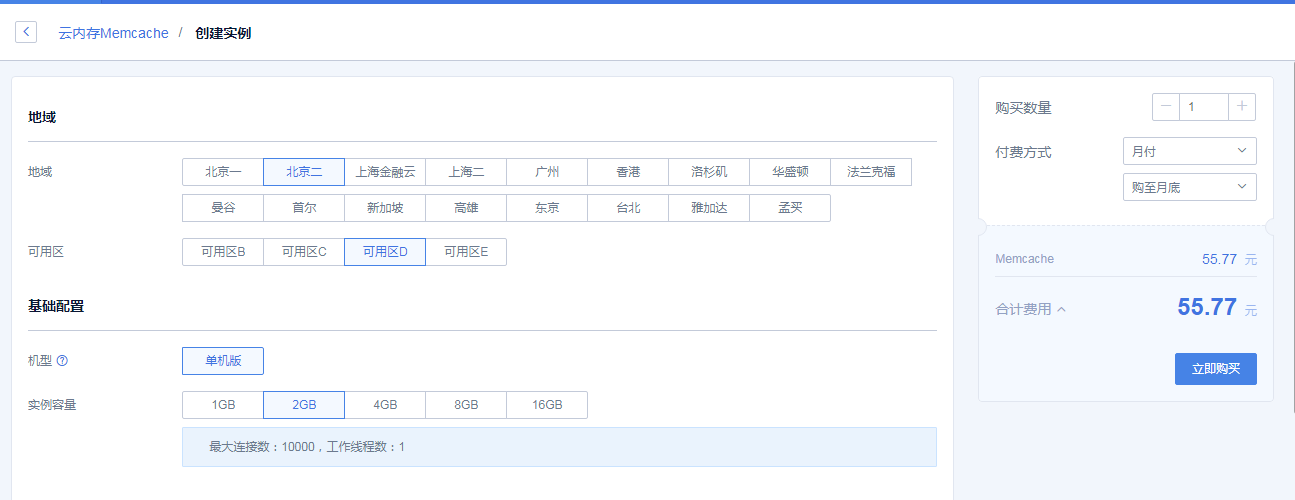 云内存Memcache / 创建实例
地域
地域 北京一 北京二 上海金融云 上海二 广州 香港 洛杉矶 华盛顿 法兰克福
曼谷 首尔 新加坡 高雄 东京 台北 雅加达 孟买
可用区 可用区B 可用区C 可用区D 可用区E
基础配置
机型 单机版
实例容量 1GB 2GB 4GB 8GB 16GB
最大连接数：10000，工作线程数：1
购买数量 1
付费方式 月付
购至月底
Memcache 55.77 元
合计费用 55.77 元
立即购买